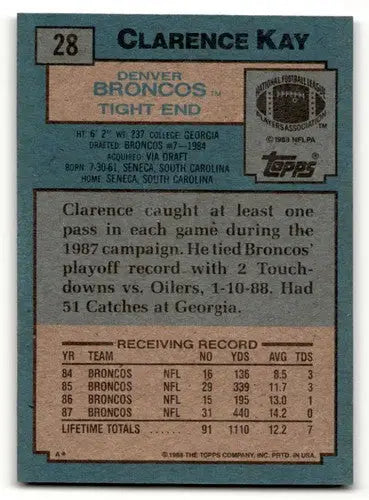 28 CLARENCE KAY
DENVER
BRONCOS TM
TIGHT END
NATIONAL FOOTBALL LEAGUE
PLAYERS ASSOCIATION
© 1988 NFLPA
Topps
HT: 6' 2" WT: 237 COLLEGE: GEORGIA
DRAFTED: BRONCOS #7-1984
ACQUIRED: VIA DRAFT
BORN: 7-30-61, SENECA, SOUTH CAROLINA
HOME: SENECA, SOUTH CAROLINA
Clarence caught at least one
pass in each game during the
1987 campaign. He tied Broncos'
playoff record with 2 Touch-
downs vs. Oilers, 1-10-88. Had
51 Catches at Georgia.
RECEIVING RECORD
YR TEAM NO YDS AVG TDS
84 BRONCOS NFL 16 136 8.5 3
85 BRONCOS NFL 29 339 11.7 3
86 BRONCOS NFL 15 195 13.0 1
87 BRONCOS NFL 31 440 14.2 0
LIFETIME TOTALS 91 1110 12.2 7
A* © 1988 THE TOPPS COMPANY, INC. PRTD. IN U.S.A.